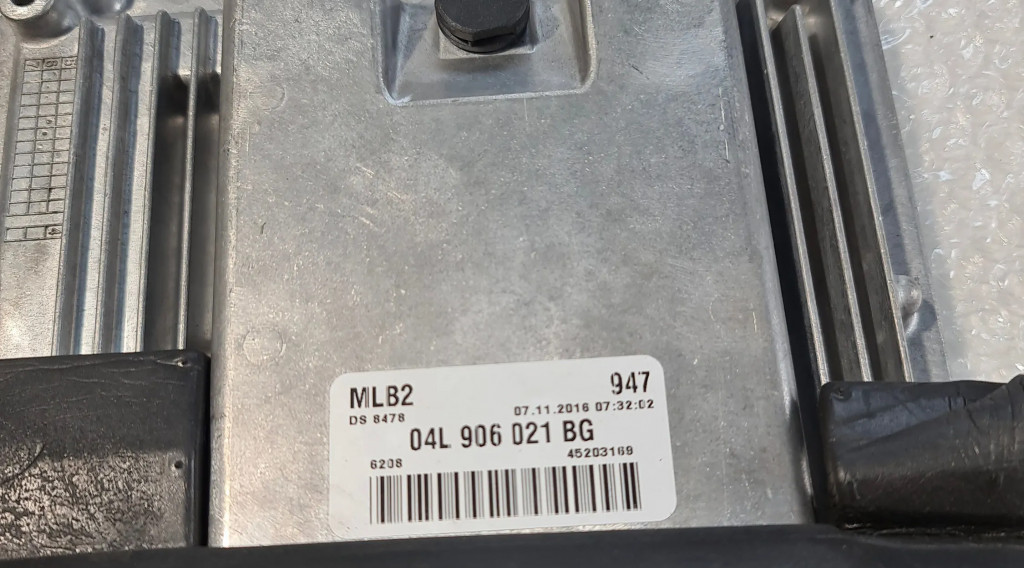 MLB2 947
DS 8478 07.11.2016 07:32:02
04L 906 021 BG
6208 45203169